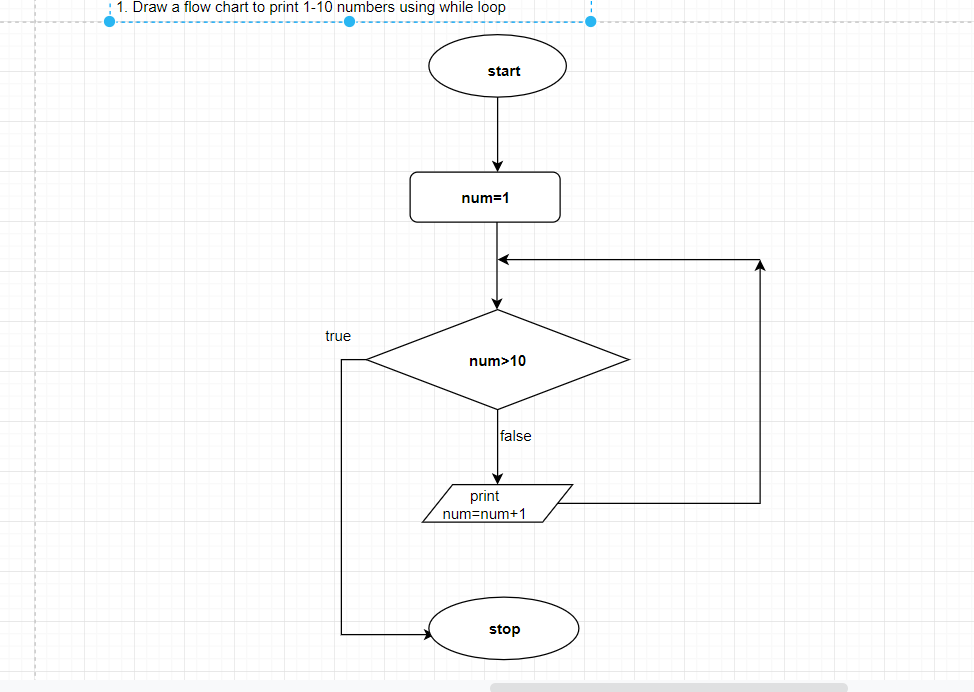 1. Draw a flow chart to print 1-10 numbers using while loop
start
num=1
true
num>10
false
print
num=num+1
stop